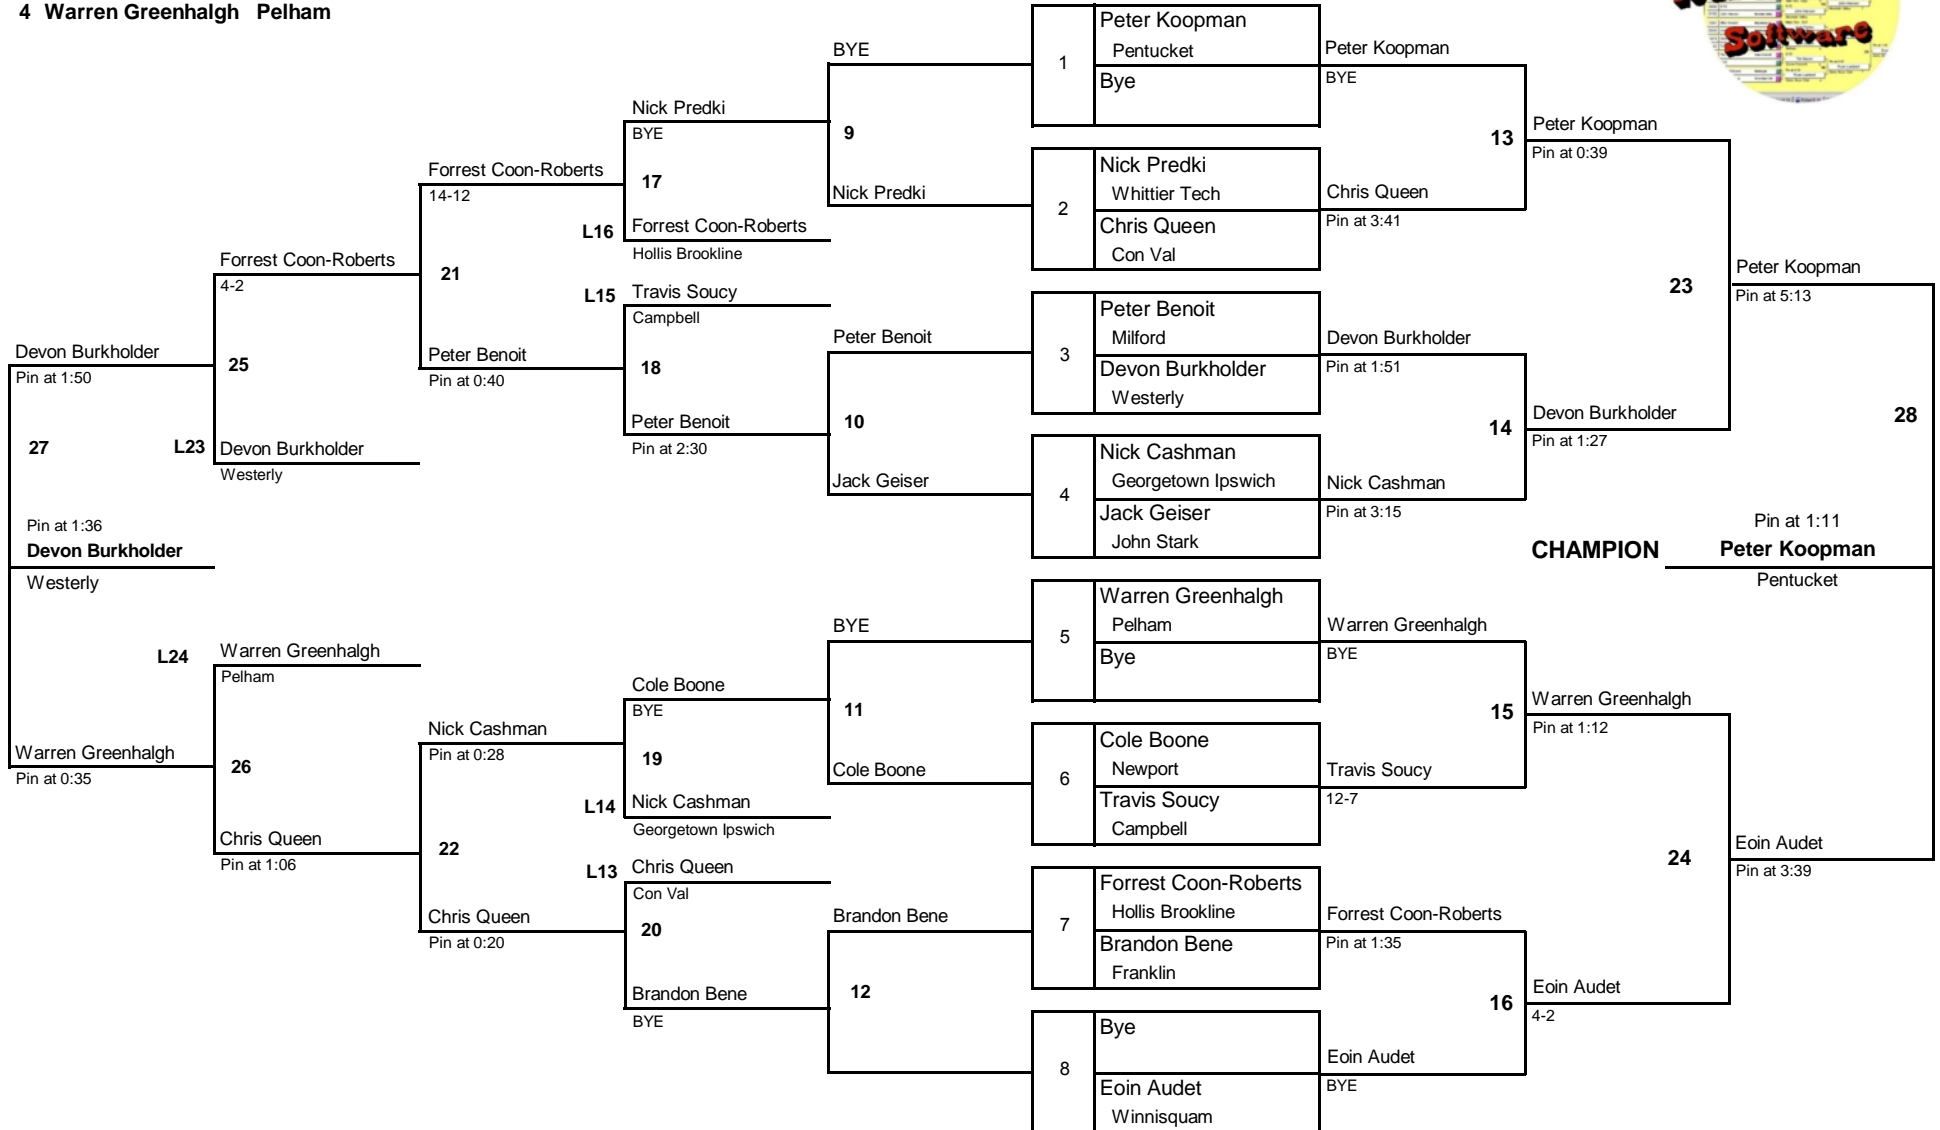 4 Warren Greenhalgh Pelham
Software
BYE
Nick Predki
BYE
17
9
Nick Predki
Forrest Coon-Roberts
14-12
L16 Forrest Coon-Roberts
Hollis Brookline
Forrest Coon-Roberts
4-2
21
L15 Travis Soucy
Campbell
Peter Benoit
Pin at 0:40
18
Peter Benoit
Pin at 2:30
Peter Benoit
10
Jack Geiser
Devon Burkholder
Pin at 1:50
25
27
L23 Devon Burkholder
Westerly
Pin at 1:36
Devon Burkholder
Westerly
L24 Warren Greenhalgh
Pelham
Warren Greenhalgh
Pin at 0:35
26
Chris Queen
Pin at 1:06
Nick Cashman
Pin at 0:28
22
Chris Queen
Pin at 0:20
Cole Boone
BYE
19
L14 Nick Cashman
Georgetown Ipswich
L13 Chris Queen
Con Val
20
Brandon Bene
BYE
BYE
11
Cole Boone
Brandon Bene
12
1
Peter Koopman
Pentucket
Bye
2
Nick Predki
Whittier Tech
Chris Queen
Con Val
3
Peter Benoit
Milford
Devon Burkholder
Westerly
4
Nick Cashman
Georgetown Ipswich
Jack Geiser
John Stark
5
Warren Greenhalgh
Pelham
Bye
6
Cole Boone
Newport
Travis Soucy
Campbell
7
Forrest Coon-Roberts
Hollis Brookline
Brandon Bene
Franklin
8
Bye
Eoin Audet
Winnisquam
Peter Koopman
BYE
13
Chris Queen
Pin at 3:41
Devon Burkholder
Pin at 1:51
14
Nick Cashman
Pin at 3:15
Warren Greenhalgh
BYE
15
Travis Soucy
12-7
Forrest Coon-Roberts
Pin at 1:35
16
Eoin Audet
BYE
Peter Koopman
Pin at 0:39
23
Devon Burkholder
Pin at 1:27
Warren Greenhalgh
Pin at 1:12
24
Eoin Audet
4-2
Peter Koopman
Pin at 5:13
28
Eoin Audet
Pin at 3:39
Pin at 1:11
CHAMPION Peter Koopman
Pentucket